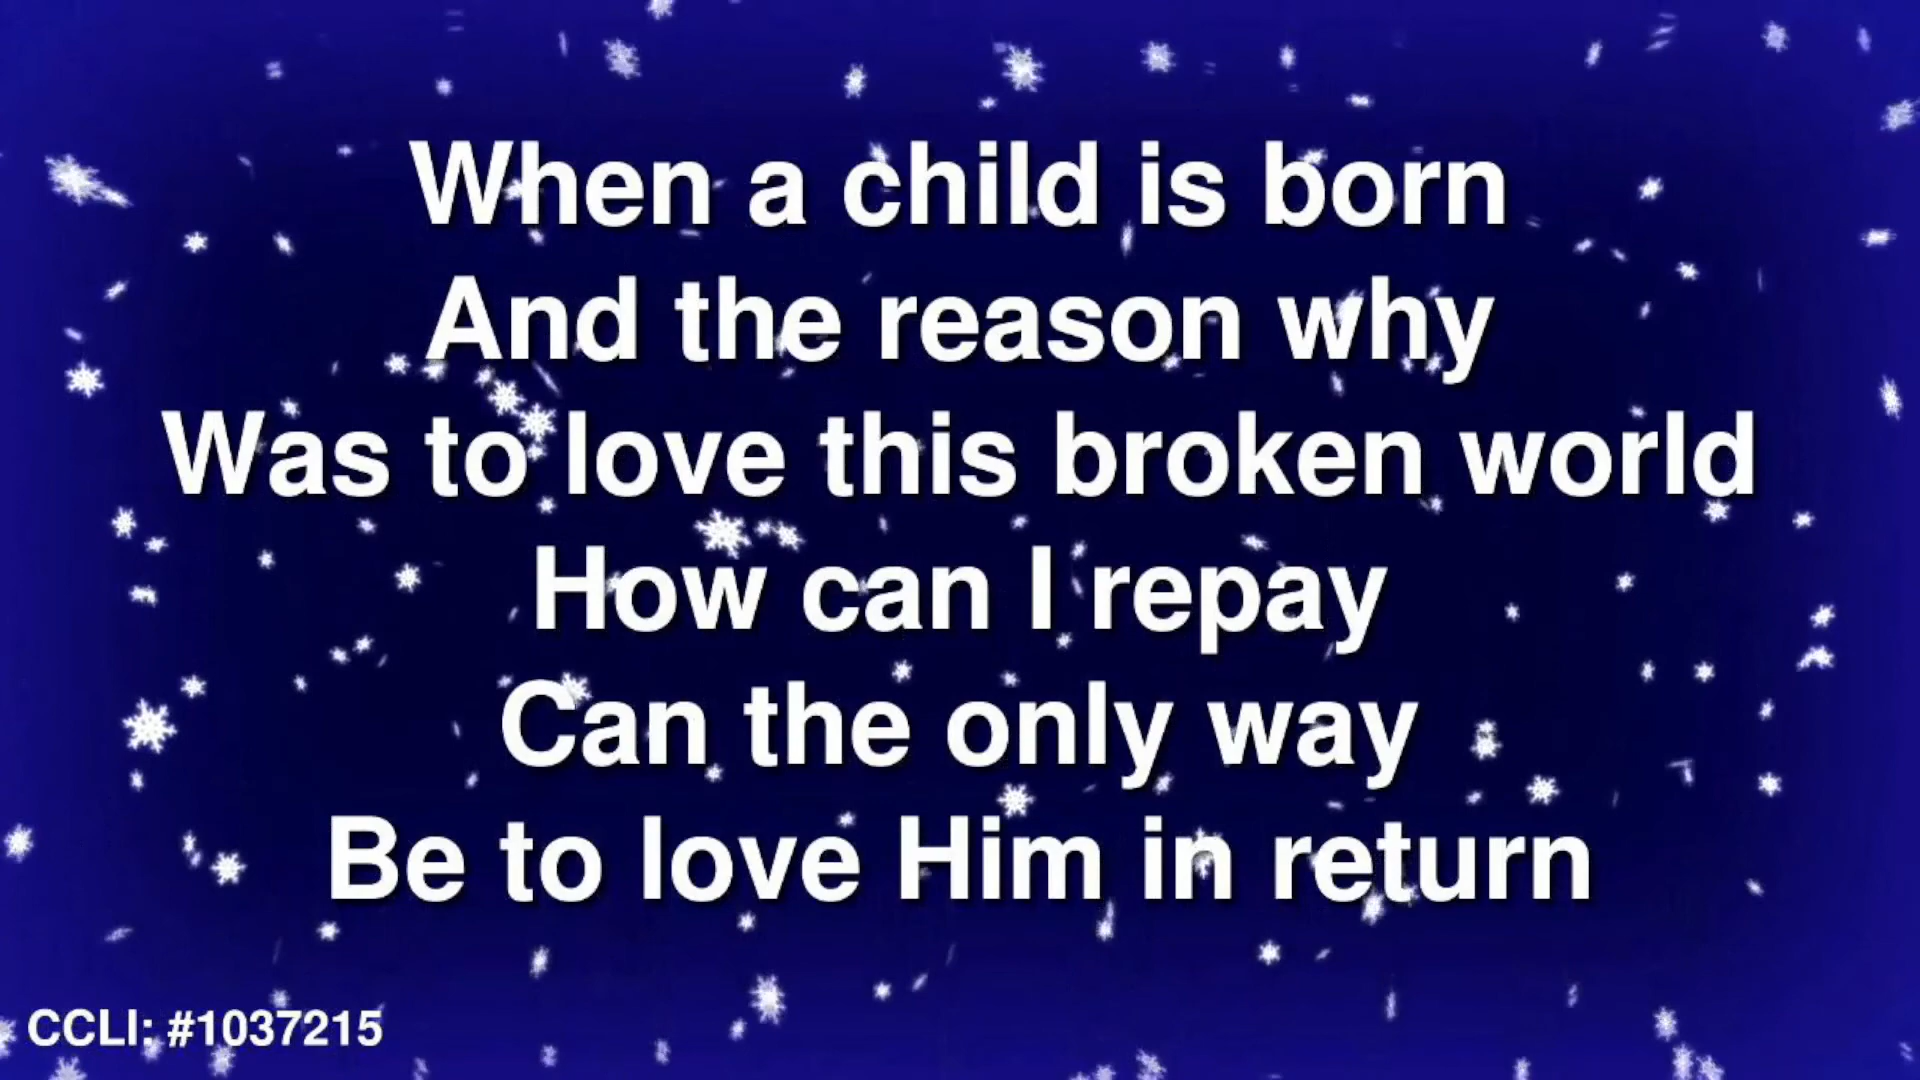 When a child is born
And the reason why
Was to love this broken world
How can I repay
Can the only way
Be to love Him in return
CCLI: #1037215